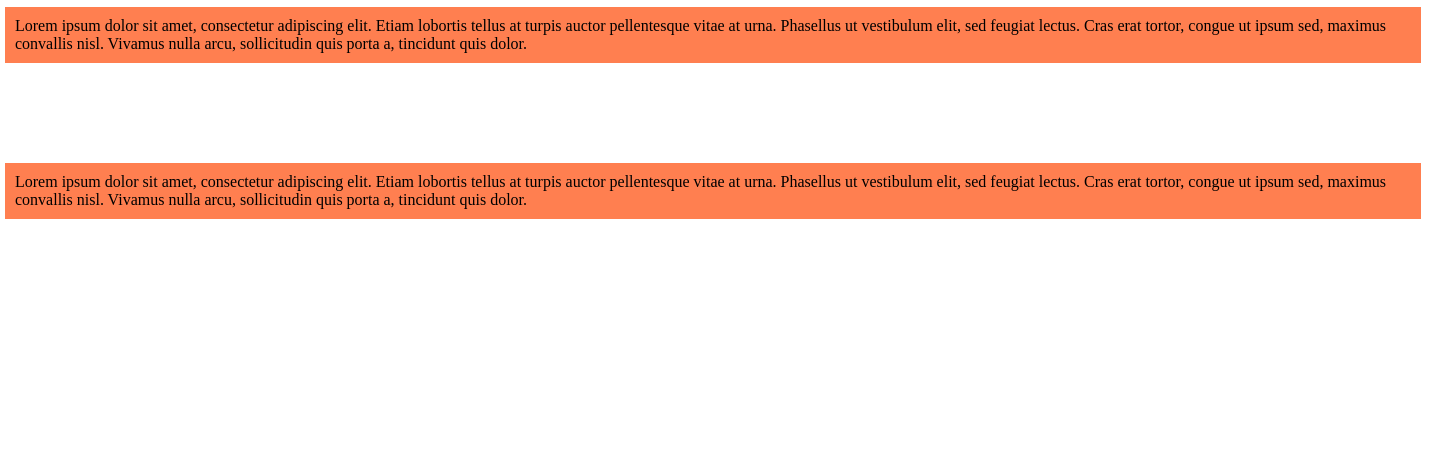 Lorem ipsum dolor sit amet, consectetur adipiscing elit. Etiam lobortis tellus at turpis auctor pellentesque vitae at urna. Phasellus ut vestibulum elit, sed feugiat lectus. Cras erat tortor, congue ut ipsum sed, maximus
convallis nisl. Vivamus nulla arcu, sollicitudin quis porta a, tincidunt quis dolor.
Lorem ipsum dolor sit amet, consectetur adipiscing elit. Etiam lobortis tellus at turpis auctor pellentesque vitae at urna. Phasellus ut vestibulum elit, sed feugiat lectus. Cras erat tortor, congue ut ipsum sed, maximus
convallis nisl. Vivamus nulla arcu, sollicitudin quis porta a, tincidunt quis dolor.